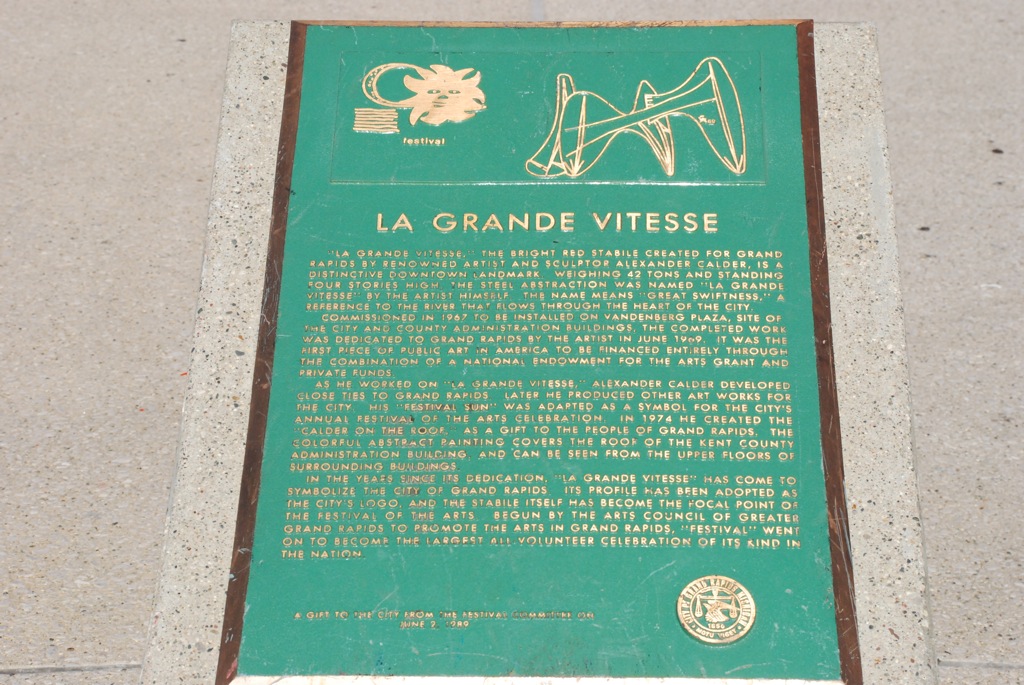 festival
LA GRANDE VITESSE
"LA GRANDE VITESSE," THE BRIGHT RED STABILE CREATED FOR GRAND
RAPIDS BY RENOWNED ARTIST AND SCULPTOR ALEXANDER CALDER, IS A
DISTINCTIVE DOWNTOWN LANDMARK. WEIGHING 42 TONS AND STANDING
FOUR STORIES HIGH, THE STEEL ABSTRACTION WAS NAMED "LA GRANDE
VITESSE" BY THE ARTIST HIMSELF. THE NAME MEANS "GREAT SWIFTNESS," A
REFERENCE TO THE RIVER THAT FLOWS THROUGH THE HEART OF THE CITY.
COMMISSIONED IN 1967 TO BE INSTALLED ON VANDENBERG PLAZA, SITE OF
THE CITY AND COUNTY ADMINISTRATION BUILDINGS, THE COMPLETED WORK
WAS DEDICATED TO GRAND RAPIDS BY THE ARTIST IN JUNE 1969. IT WAS THE
FIRST PIECE OF PUBLIC ART IN AMERICA TO BE FINANCED ENTIRELY THROUGH
THE COMBINATION OF A NATIONAL ENDOWMENT FOR THE ARTS GRANT AND
PRIVATE FUNDS.
AS HE WORKED ON "LA GRANDE VITESSE," ALEXANDER CALDER DEVELOPED
CLOSE TIES TO GRAND RAPIDS. LATER HE PRODUCED OTHER ART WORKS FOR
THE CITY. HIS "FESTIVAL SUN" WAS ADAPTED AS A SYMBOL FOR THE CITY'S
ANNUAL FESTIVAL OF THE ARTS CELEBRATION. IN 1974 HE CREATED THE
"CALDER ON THE ROOF," AS A GIFT TO THE PEOPLE OF GRAND RAPIDS. THE
COLORFUL ABSTRACT PAINTING COVERS THE ROOF OF THE KENT COUNTY
ADMINISTRATION BUILDING, AND CAN BE SEEN FROM THE UPPER FLOORS OF
SURROUNDING BUILDINGS.
IN THE YEARS SINCE ITS DEDICATION, "LA GRANDE VITESSE" HAS COME TO
SYMBOLIZE THE CITY OF GRAND RAPIDS. ITS PROFILE HAS BEEN ADOPTED AS
THE CITY'S LOGO, AND THE STABILE ITSELF HAS BECOME THE FOCAL POINT OF
THE FESTIVAL OF THE ARTS. BEGUN BY THE ARTS COUNCIL OF GREATER
GRAND RAPIDS TO PROMOTE THE ARTS IN GRAND RAPIDS, "FESTIVAL" WENT
ON TO BECOME THE LARGEST ALL-VOLUNTEER CELEBRATION OF ITS KIND IN
THE NATION.
A GIFT TO THE CITY FROM THE FESTIVAL COMMITTEE ON
JUNE 2, 1989
CITY OF GRAND RAPIDS MICHIGAN
1850
MOTU VIGET